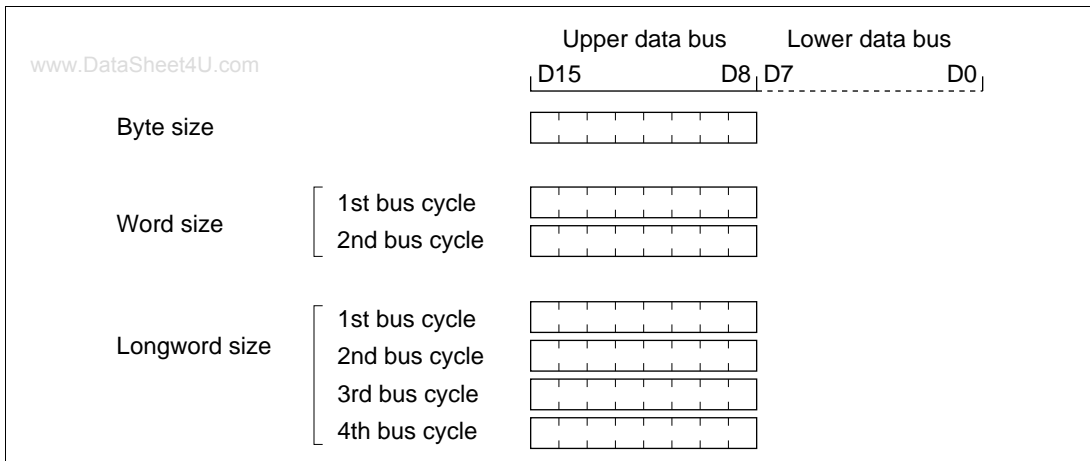 Upper data bus Lower data bus
www.DataSheet4U.com
D15 D8 D7 D0
Byte size
Word size
1st bus cycle
2nd bus cycle
Longword size
1st bus cycle
2nd bus cycle
3rd bus cycle
4th bus cycle